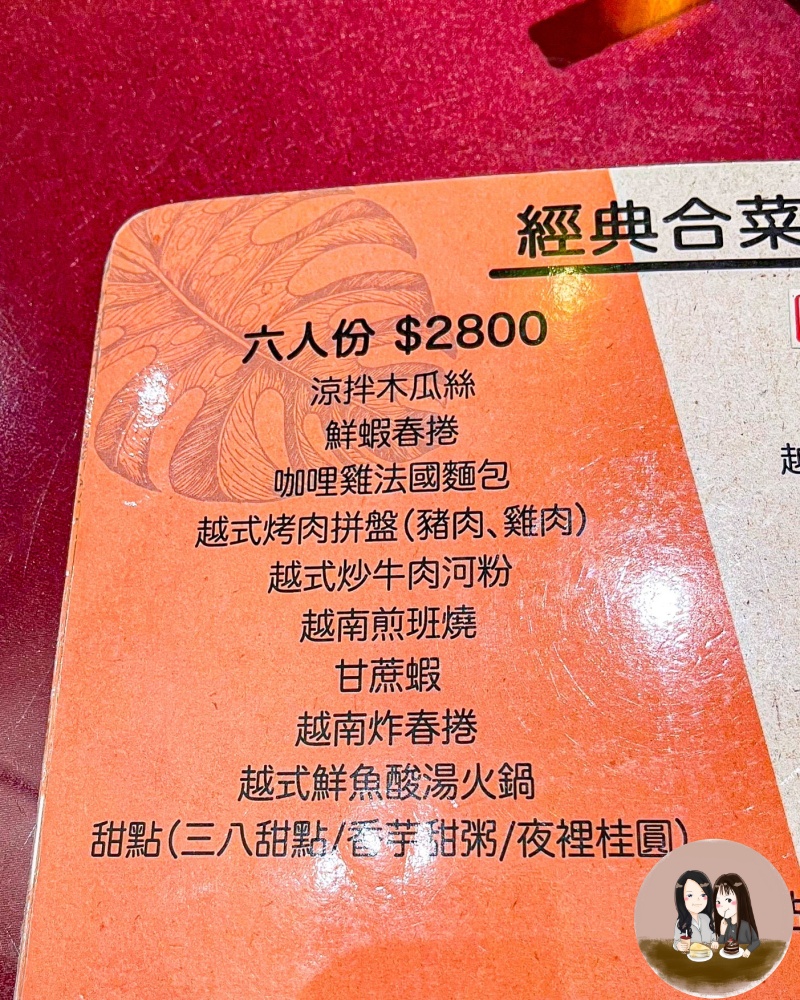 經典合菜
六人份 $2800
涼拌木瓜絲
鮮蝦春捲
咖哩雞法國麵包
越式烤肉拼盤(豬肉、雞肉)
越式炒牛肉河粉
越南煎班燒
甘蔗蝦
越南炸春捲
越式鮮魚酸湯火鍋
甜點(三八甜點/香芋甜粥/夜裡桂圓)
越